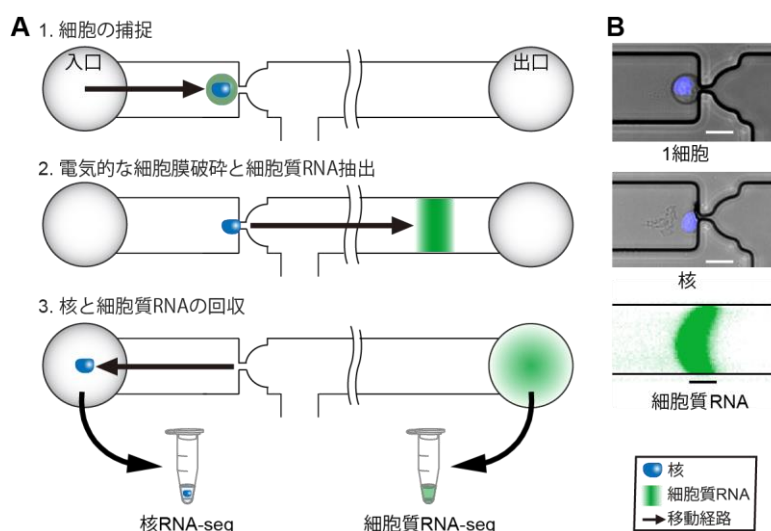 A
1. 細胞の捕捉
入口
出口
2. 電気的な細胞膜破砕と細胞質RNA抽出
3. 核と細胞質RNAの回収
核RNA-seq
細胞質RNA-seq
B
1細胞
核
細胞質RNA
核
細胞質RNA
移動経路